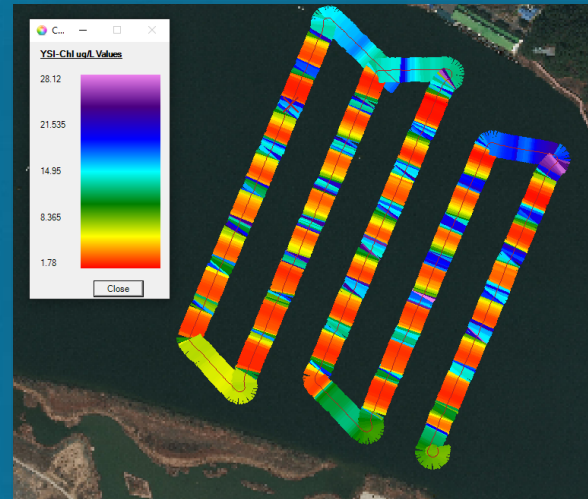 C...
YSI-Chl ug/L Values
28.12
21.535
14.95
8.365
1.78
Close